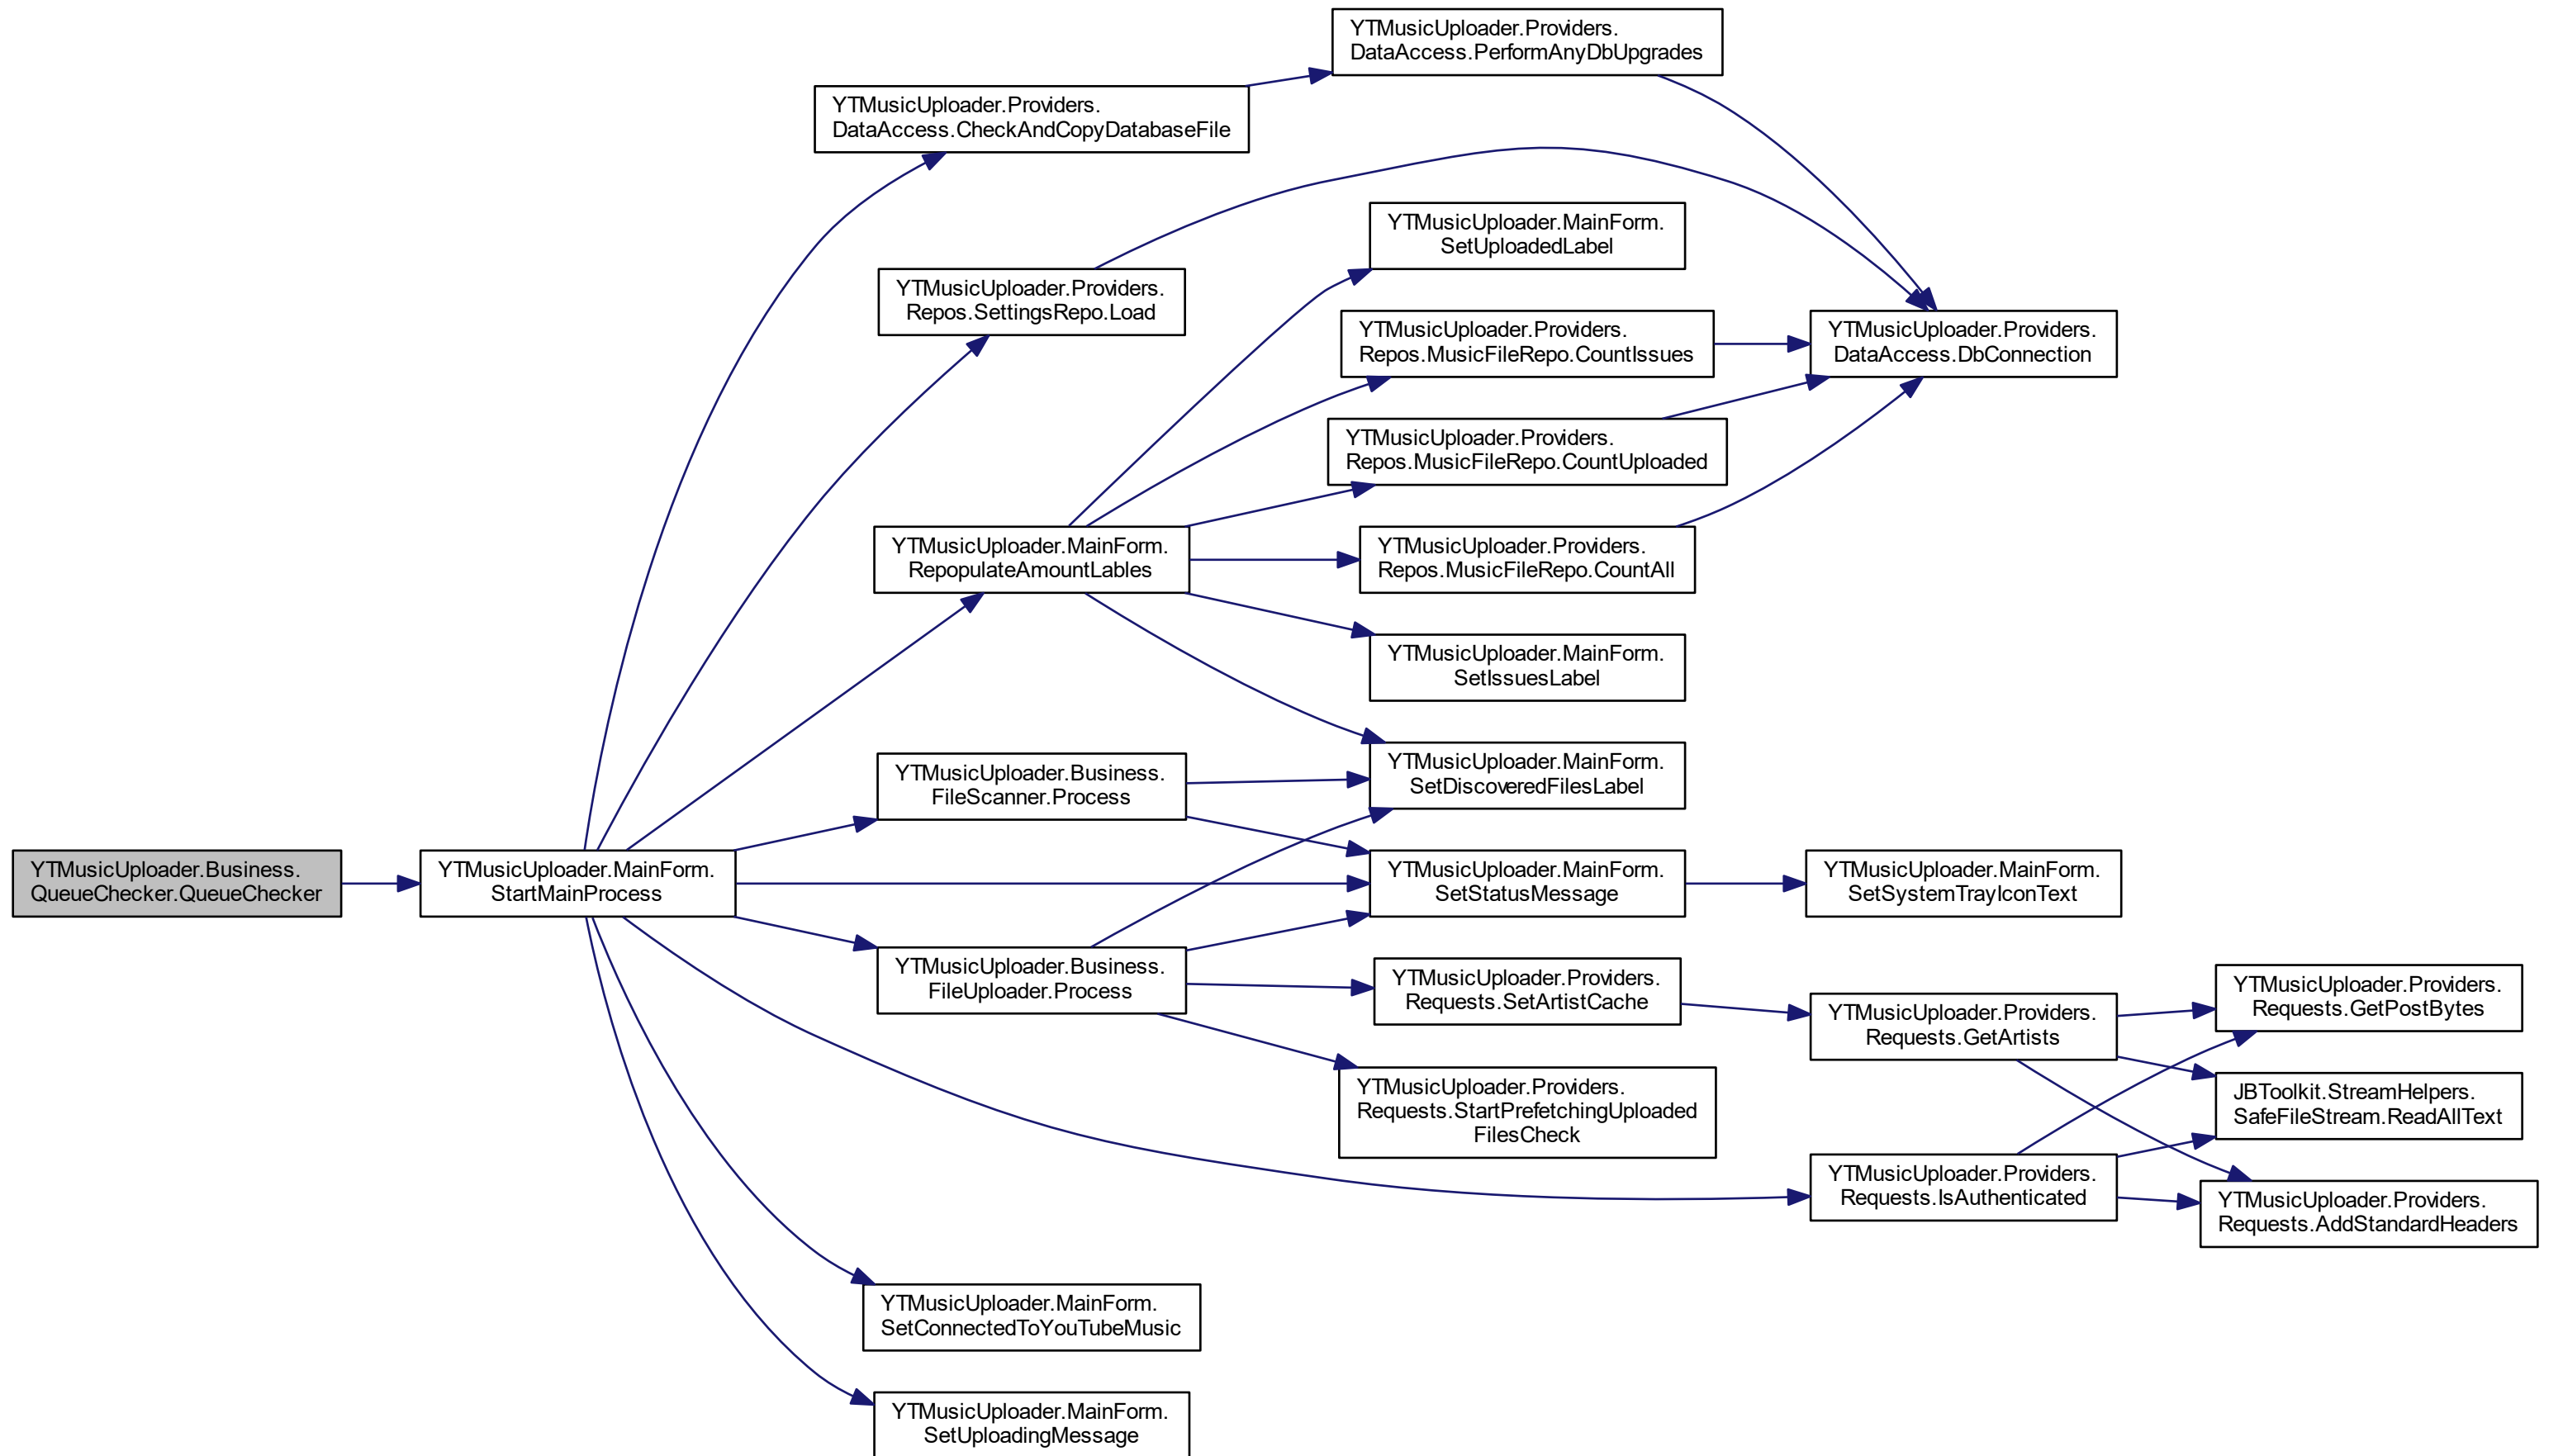 YTMusicUploader.Providers.
DataAccess.PerformAnyDbUpgrades
YTMusicUploader.Providers.
DataAccess.CheckAndCopyDatabaseFile
YTMusicUploader.MainForm.
SetUploadedLabel
YTMusicUploader.Providers.
Repos.SettingsRepo.Load
YTMusicUploader.Providers.
Repos.MusicFileRepo.CountIssues
YTMusicUploader.Providers.
DataAccess.DbConnection
YTMusicUploader.Providers.
Repos.MusicFileRepo.CountUploaded
YTMusicUploader.MainForm.
RepopulateAmountLables
YTMusicUploader.Providers.
Repos.MusicFileRepo.CountAll
YTMusicUploader.MainForm.
SetIssuesLabel
YTMusicUploader.Business.
FileScanner.Process
YTMusicUploader.MainForm.
SetDiscoveredFilesLabel
YTMusicUploader.Business.
QueueChecker.QueueChecker
YTMusicUploader.MainForm.
StartMainProcess
YTMusicUploader.MainForm.
SetStatusMessage
YTMusicUploader.MainForm.
SetSystemTrayIconText
YTMusicUploader.Business.
FileUploader.Process
YTMusicUploader.Providers.
Requests.SetArtistCache
YTMusicUploader.Providers.
Requests.GetArtists
YTMusicUploader.Providers.
Requests.GetPostBytes
YTMusicUploader.Providers.
Requests.StartPrefetchingUploaded
FilesCheck
JBToolkit.StreamHelpers.
SafeFileStream.ReadAllText
YTMusicUploader.Providers.
Requests.IsAuthenticated
YTMusicUploader.Providers.
Requests.AddStandardHeaders
YTMusicUploader.MainForm.
SetConnectedToYouTubeMusic
YTMusicUploader.MainForm.
SetUploadingMessage